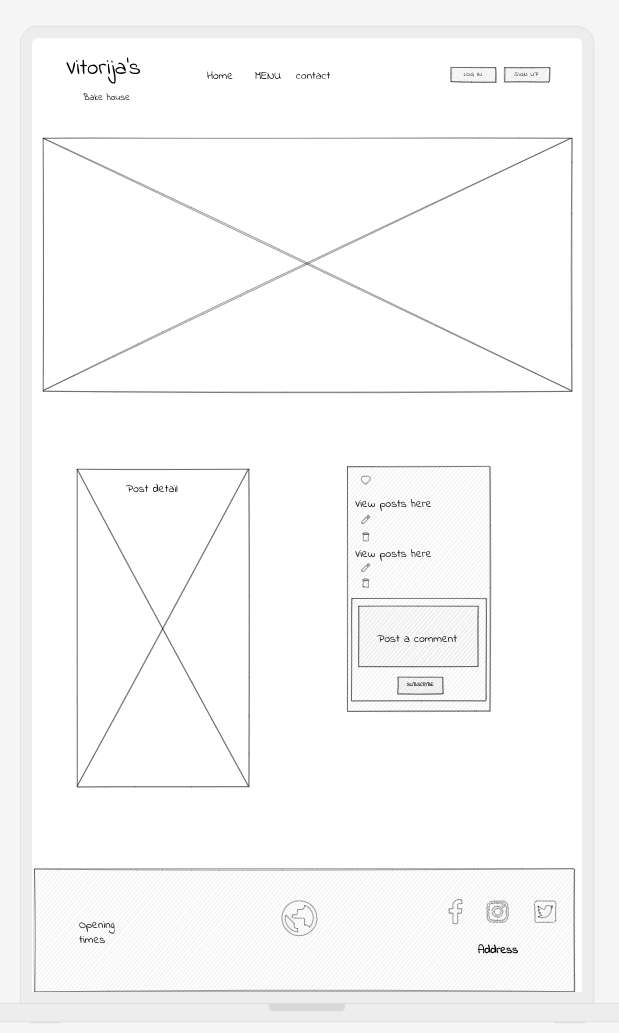 Vitorija's
Bake house
Home MENU contact
LOG IN SIGN UP
Post detail
View posts here
View posts here
Post a comment
SUBSCRIBE
Opening
times
Address